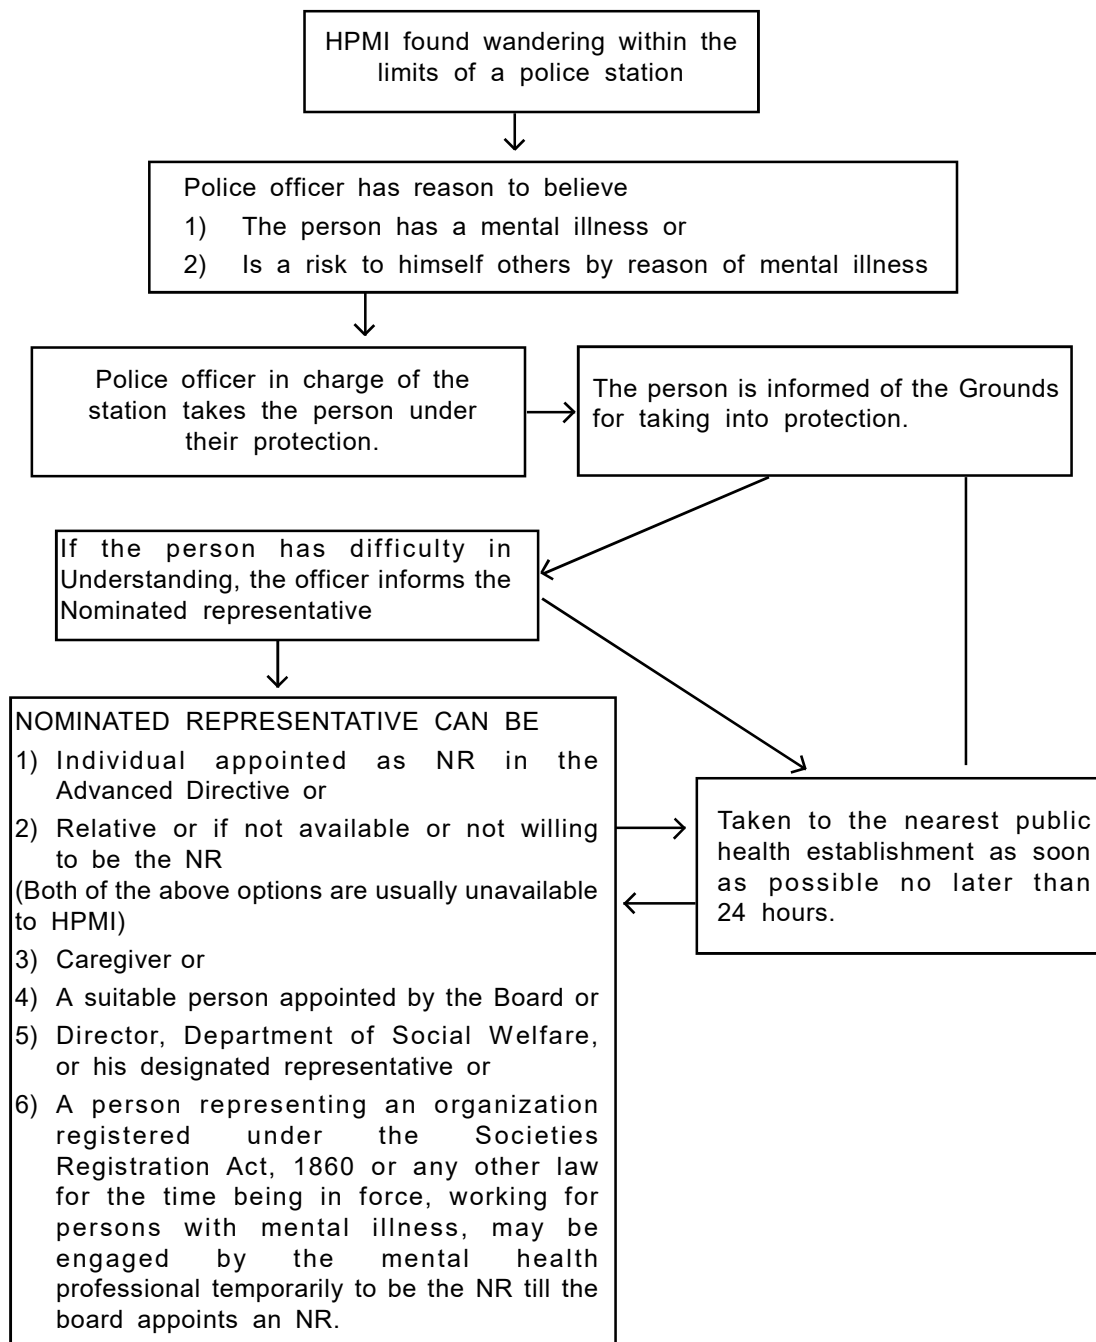 HPMI found wandering within the
limits of a police station
Police officer has reason to believe
1) The person has a mental illness or
2) Is a risk to himself others by reason of mental illness
Police officer in charge of the
station takes the person under
their protection.
The person is informed of the Grounds
for taking into protection.
If the person has difficulty in
Understanding, the officer informs the
Nominated representative
NOMINATED REPRESENTATIVE CAN BE
1) Individual appointed as NR in the
Advanced Directive or
2) Relative or if not available or not willing
to be the NR
(Both of the above options are usually unavailable
to HPMI)
3) Caregiver or
4) A suitable person appointed by the Board or
5) Director, Department of Social Welfare,
or his designated representative or
6) A person representing an organization
registered under the Societies
Registration Act, 1860 or any other law
for the time being in force, working for
persons with mental illness, may be
engaged by the mental health
professional temporarily to be the NR till the
board appoints an NR.
Taken to the nearest public
health establishment as soon
as possible no later than
24 hours.